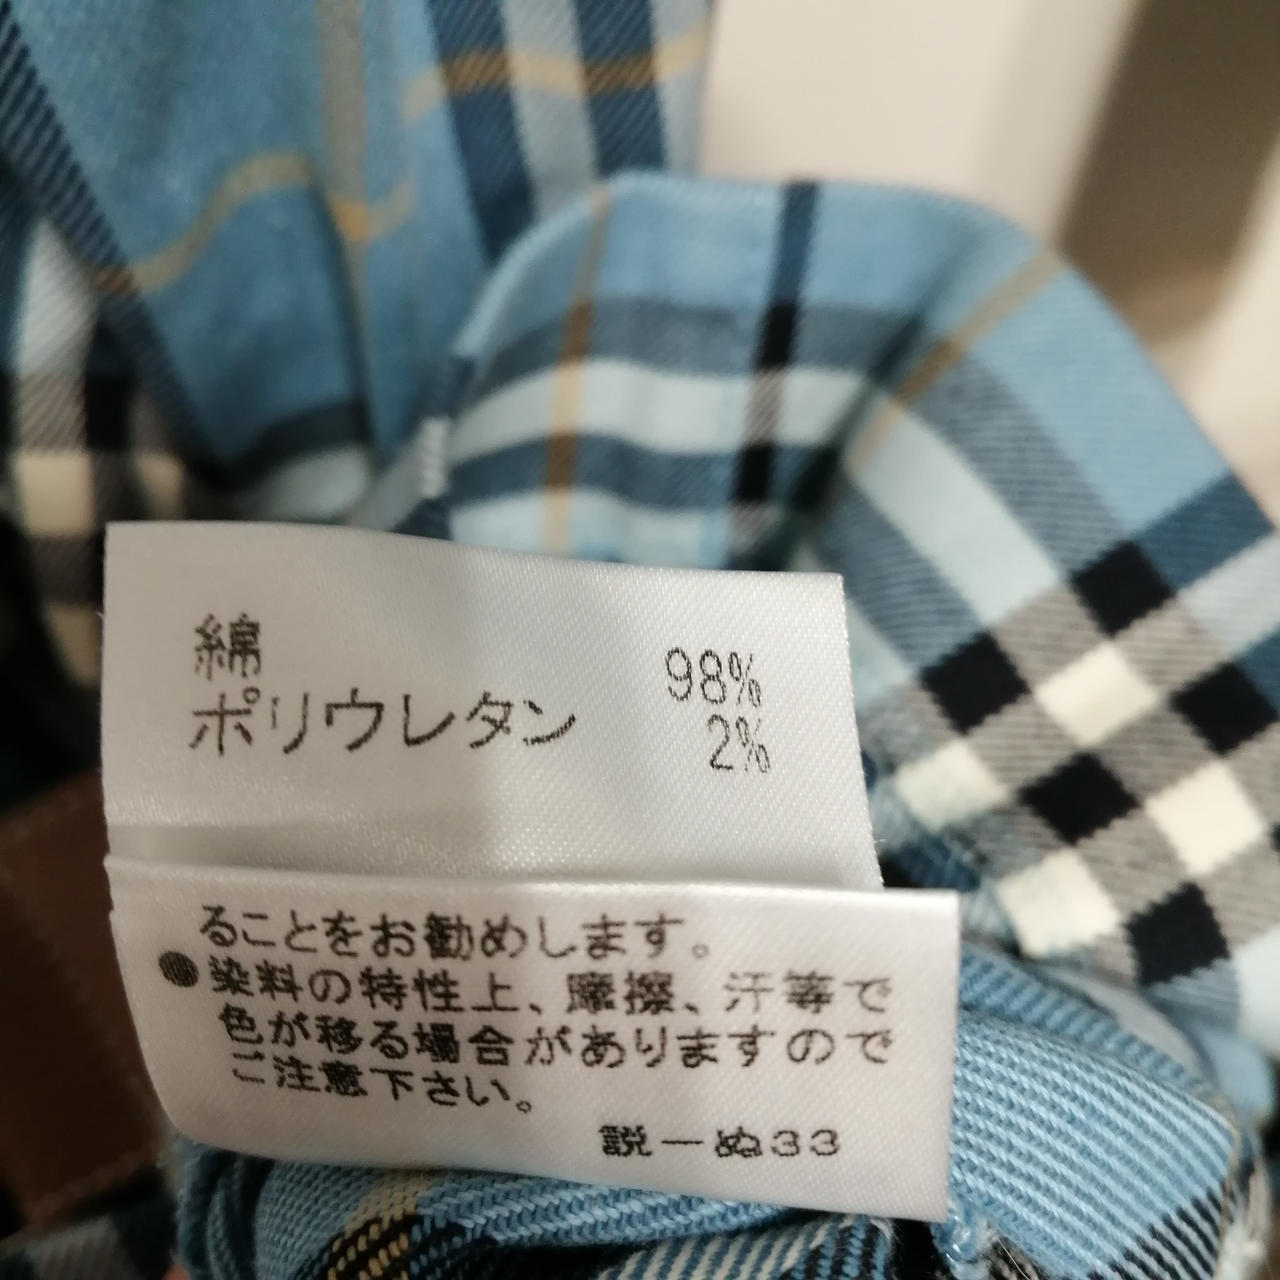 綿 98%
ポリウレタン 2%
ることをお勧めします。
●染料の特性上、摩擦、汗等で
色が移る場合がありますので
ご注意下さい。
説一ぬ33